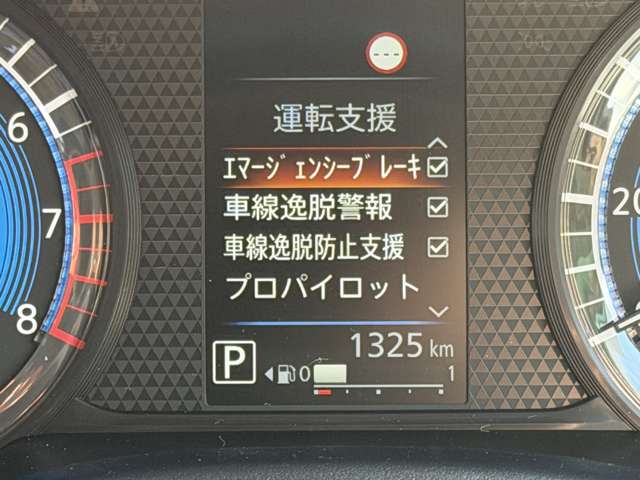 ---
運転支援
ｴﾏｰｼﾞｪﾝｼｰﾌﾞﾚｰｷ
車線逸脱警報
車線逸脱防止支援
プロパイロット
1325 km
P
0 1
6
7
8
20